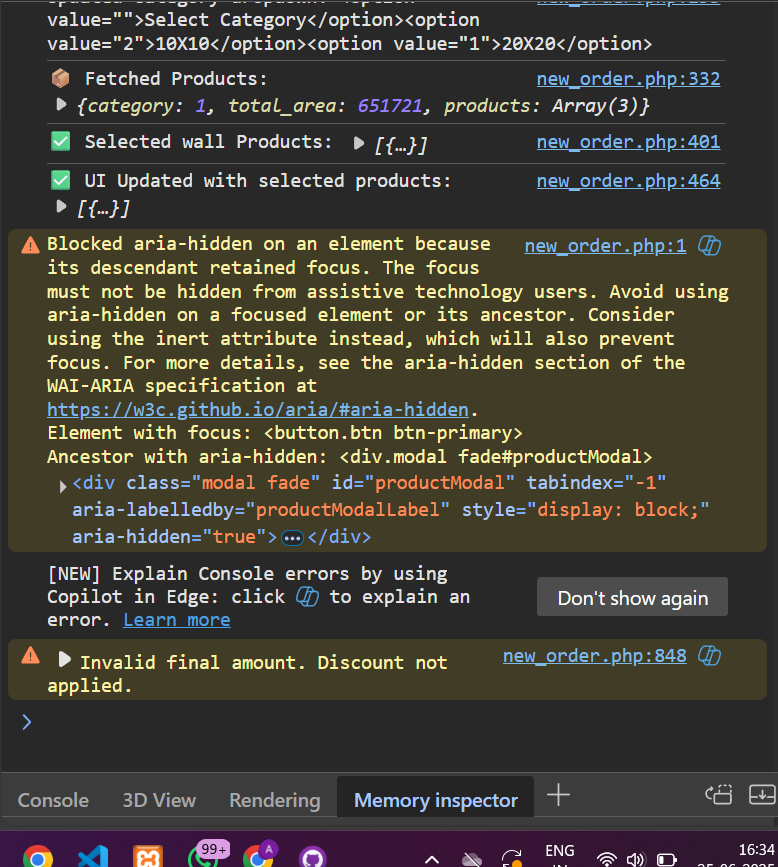 value="">Select Category</option><option
value="2">10X10</option><option value="1">20X20</option>
📦 Fetched Products: new_order.php:332
▶ {category: 1, total_area: 651721, products: Array(3)}
✅ Selected wall Products: ▶ [{…}] new_order.php:401
✅ UI Updated with selected products: new_order.php:464
▶ [{…}]
Blocked aria-hidden on an element because new_order.php:1
its descendant retained focus. The focus
must not be hidden from assistive technology users. Avoid using
aria-hidden on a focused element or its ancestor. Consider
using the inert attribute instead, which will also prevent
focus. For more details, see the aria-hidden section of the
WAI-ARIA specification at
https://w3c.github.io/aria/#aria-hidden.
Element with focus: <button.btn btn-primary>
Ancestor with aria-hidden: <div.modal fade#productModal>
▶ <div class="modal fade" id="productModal" tabindex="-1"
aria-labelledby="productModalLabel" style="display: block;"
aria-hidden="true">…</div>
[NEW] Explain Console errors by using
Copilot in Edge: click to explain an
error. Learn more
Don't show again
▶ Invalid final amount. Discount not new_order.php:848
applied.
Console 3D View Rendering Memory inspector
99+
A
ENG
16:34